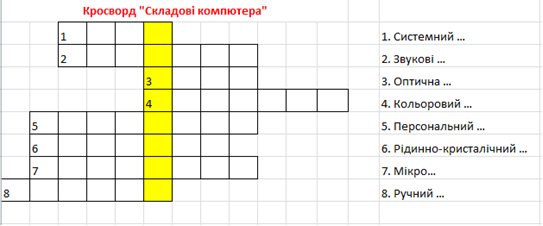 Кросворд "Складові компютера"
1
1. Системний ...
2
2. Звукові ...
3
3. Оптична ...
4
4. Кольоровий ...
5
5. Персональний ...
6
6. Рідинно-кристалічний ...
7
7. Мікро...
8
8. Ручний ...